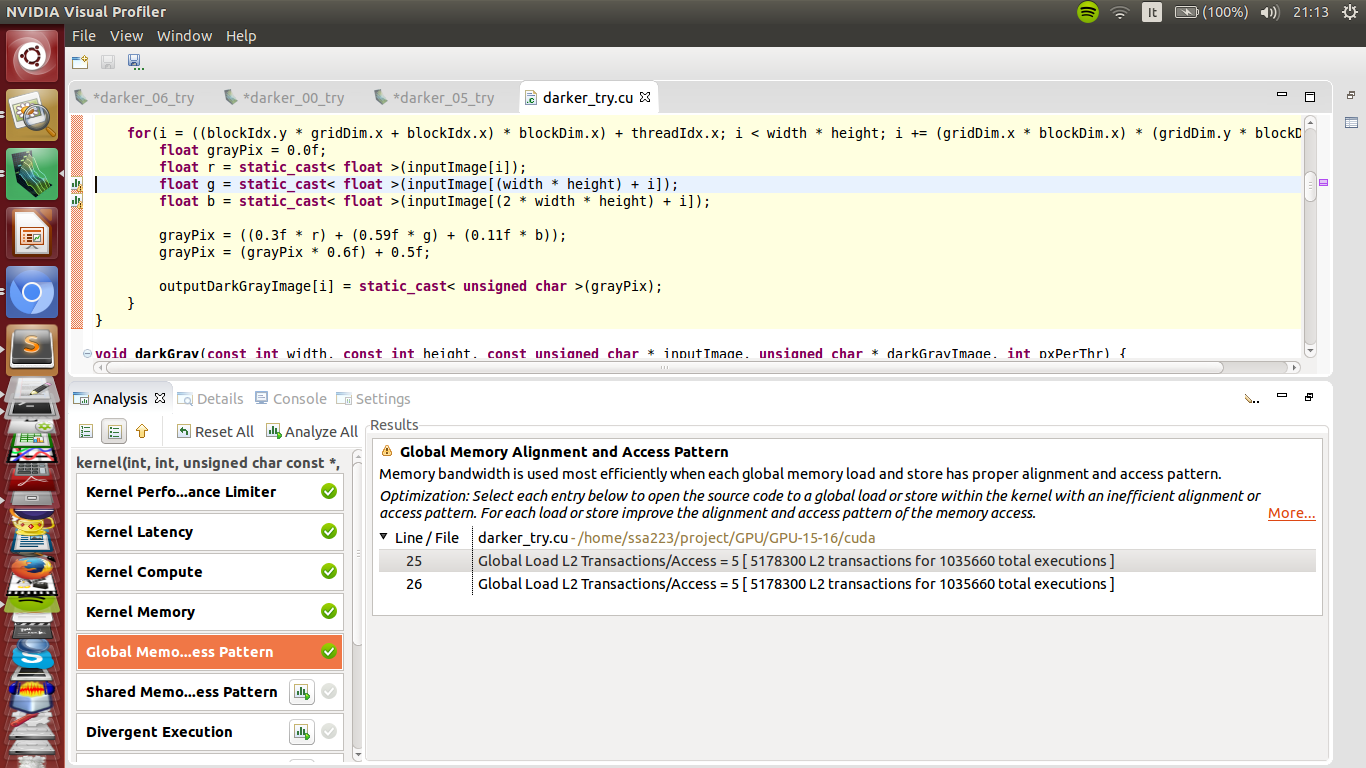 NVIDIA Visual Profiler
It
(100%)
21:13
File View Window Help
*darker_06_try
*darker_00_try
*darker_05_try
darker_try.cu
for(i = ((blockIdx.y * gridDim.x + blockIdx.x) * blockDim.x) + threadIdx.x; i < width * height; i += (gridDim.x * blockDim.x) * (gridDim.y * blockD
float grayPix = 0.0f;
float r = static_cast< float >(inputImage[i]);
float g = static_cast< float >(inputImage[(width * height) + i]);
float b = static_cast< float >(inputImage[(2 * width * height) + i]);
grayPix = ((0.3f * r) + (0.59f * g) + (0.11f * b));
grayPix = (grayPix * 0.6f) + 0.5f;
outputDarkGrayImage[i] = static_cast< unsigned char >(grayPix);
}
}
void darkGray(const int width, const int height, const unsigned char * inputImage, unsigned char * darkGrayImage, int pxPerThr) {
Analysis
Details
Console
Settings
Reset All
Analyze All
kernel(int, int, unsigned char const *,
Kernel Perfo...ance Limiter
Kernel Latency
Kernel Compute
Kernel Memory
Global Memo...ess Pattern
Shared Memo...ess Pattern
Divergent Execution
Results
Global Memory Alignment and Access Pattern
Memory bandwidth is used most efficiently when each global memory load and store has proper alignment and access pattern.
Optimization: Select each entry below to open the source code to a global load or store within the kernel with an inefficient alignment or
access pattern. For each load or store improve the alignment and access pattern of the memory access.
More...
Line / File darker_try.cu - /home/ssa223/project/GPU/GPU-15-16/cuda
25 Global Load L2 Transactions/Access = 5 [ 5178300 L2 transactions for 1035660 total executions ]
26 Global Load L2 Transactions/Access = 5 [ 5178300 L2 transactions for 1035660 total executions ]